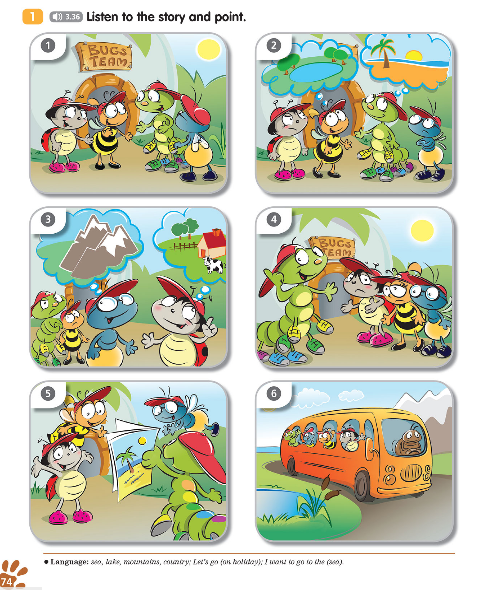 1 3.36 Listen to the story and point.
1
BUGS
TEAM
2
3
4
BUGS
TEAM
5
6
• Language: sea, lake, mountains, country; Let's go (on holiday); I want to go to the (sea).
74